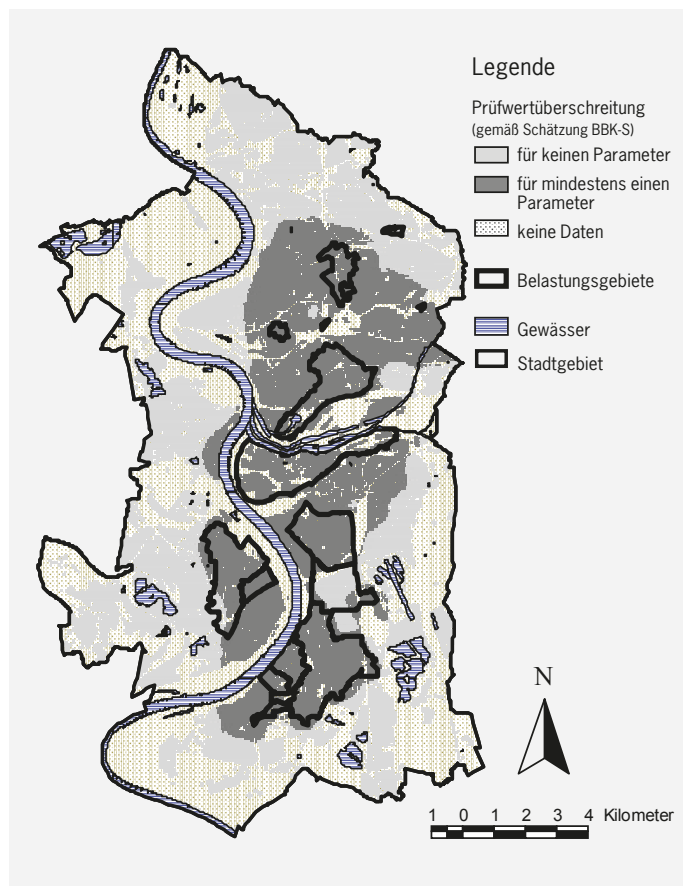 Legende
Prüfwertüberschreitung
(gemäß Schätzung BBK-S)
für keinen Parameter
für mindestens einen
Parameter
keine Daten
Belastungsgebiete
Gewässer
Stadtgebiet
N
1 0 1 2 3 4 Kilometer